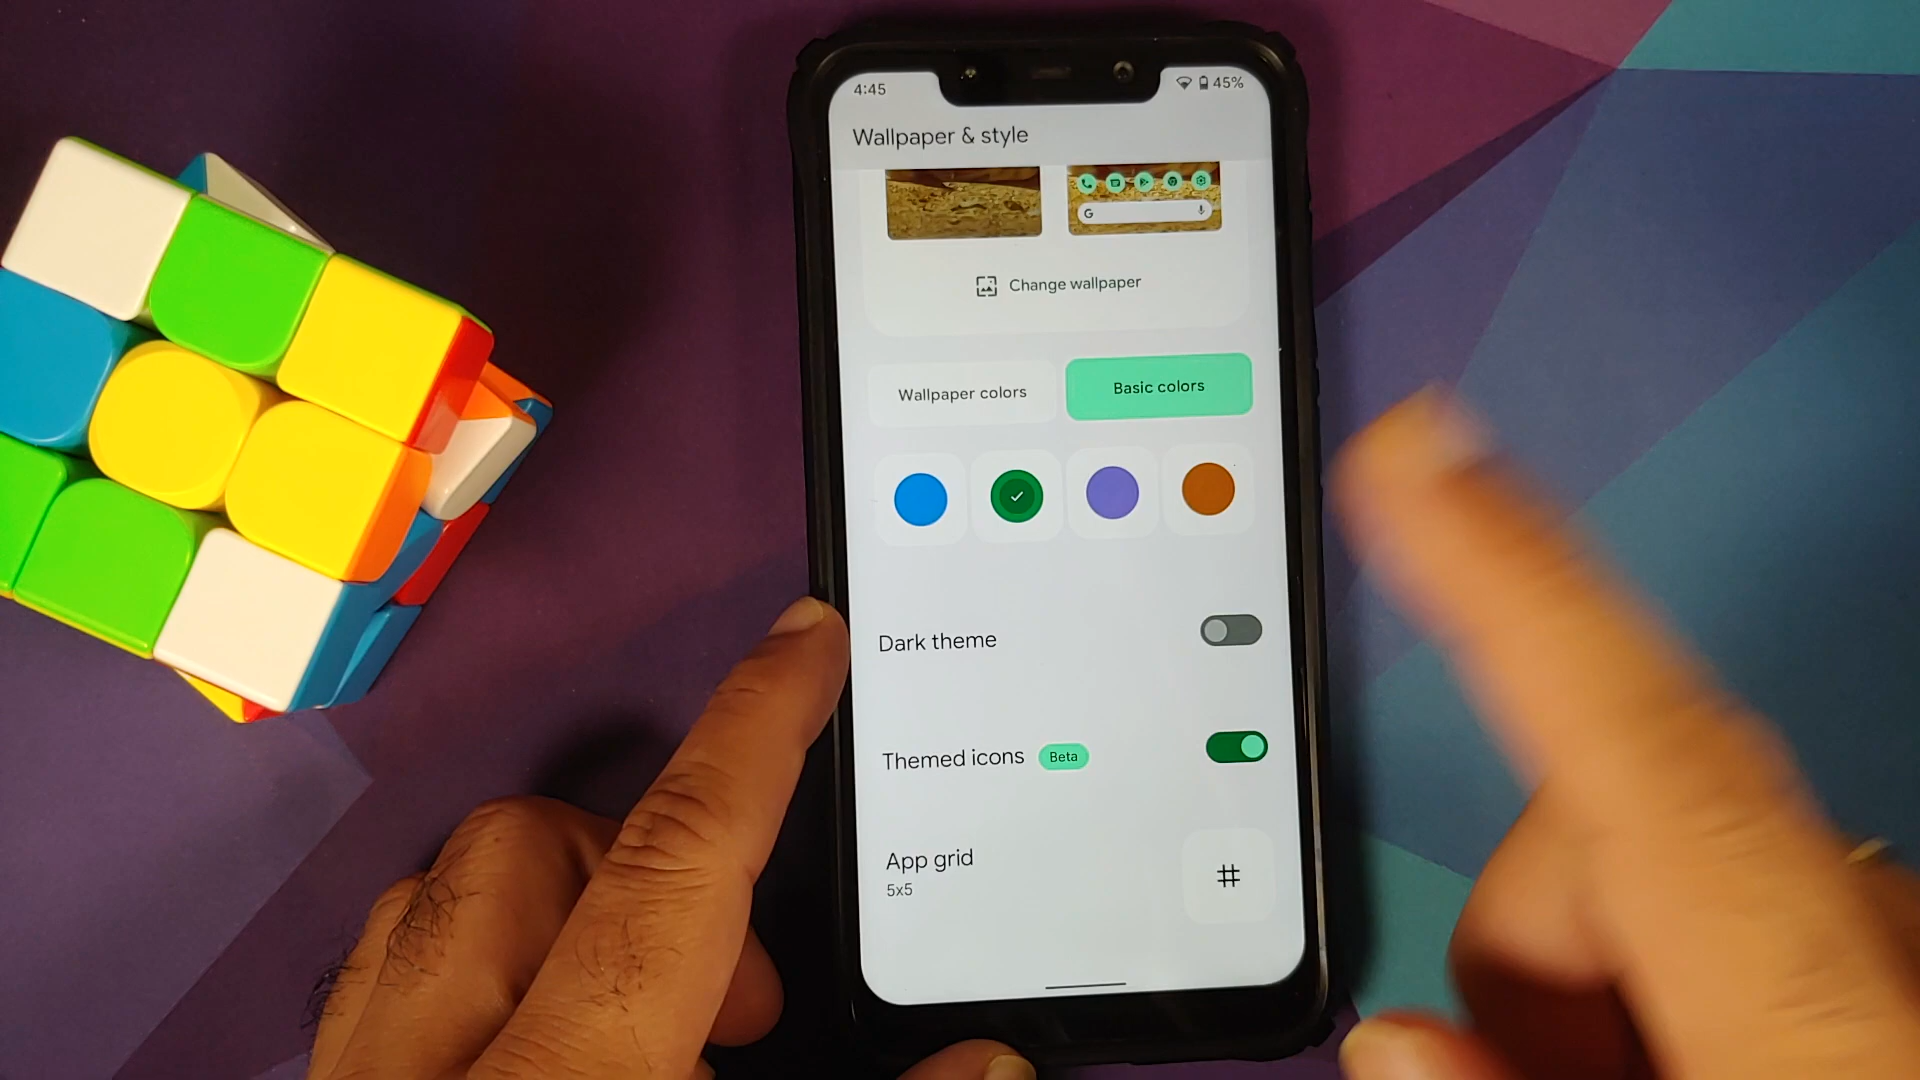 4:45
45%
Wallpaper & style
G
Change wallpaper
Wallpaper colors
Basic colors
Dark theme
Themed icons Beta
App grid
5x5